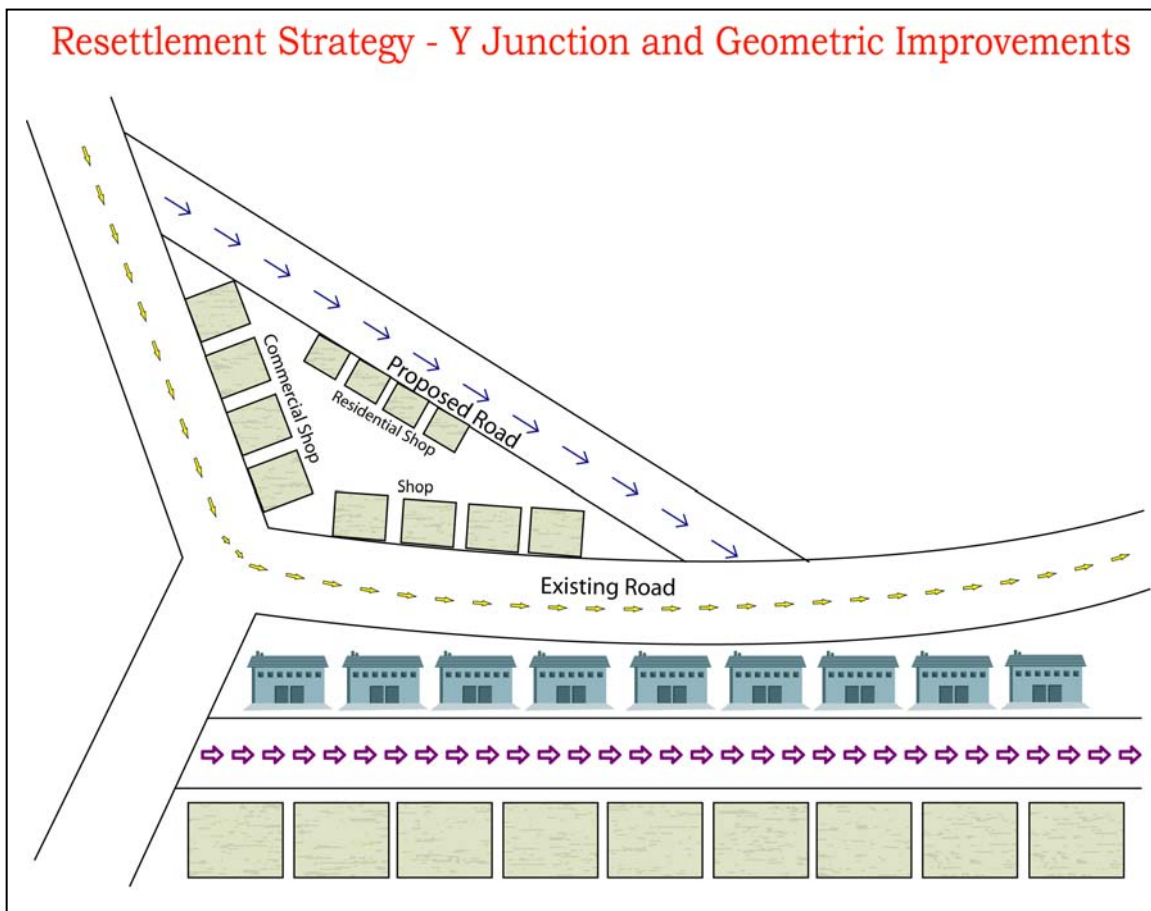 Resettlement Strategy - Y Junction and Geometric Improvements
Commercial Shop
Proposed Road
Residential Shop
Shop
Existing Road